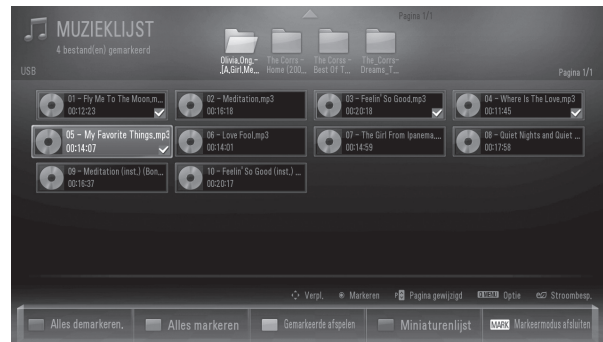 MUZIEKLIJST
4 bestand(en) gemarkeerd
USB
Pagina 1/1
Olivia,Ong,-
,[A,Girl,Me...
The Corrs –
Home (200...
The Corss –
Best Of T...
The_Corrs-
Dreams_T...
Pagina 1/1
01 – Fly Me To The Moon,m...
00:12:23
02 – Meditation,mp3
00:16:18
03 – Feelin' So Good,mp3
00:20:18
04 – Where Is The Love,mp3
00:11:45
05 – My Favorite Things,mp3
00:14:07
06 – Love Fool,mp3
00:14:01
07 – The Girl From Ipanema,...
00:14:59
08 – Quiet Nights and Quiet ...
00:17:58
09 – Meditation (inst,) (Bon...
00:16:37
10 – Feelin' So Good (inst,) ...
00:20:17
Verpl,
Markeren
P
Pagina gewijzigd
Q.MENU
Optie
Stroombesp.
Alles demarkeren,
Alles markeren
Gemarkeerde afspelen
Miniaturenlijst
MARK
Markeermodus afsluiten